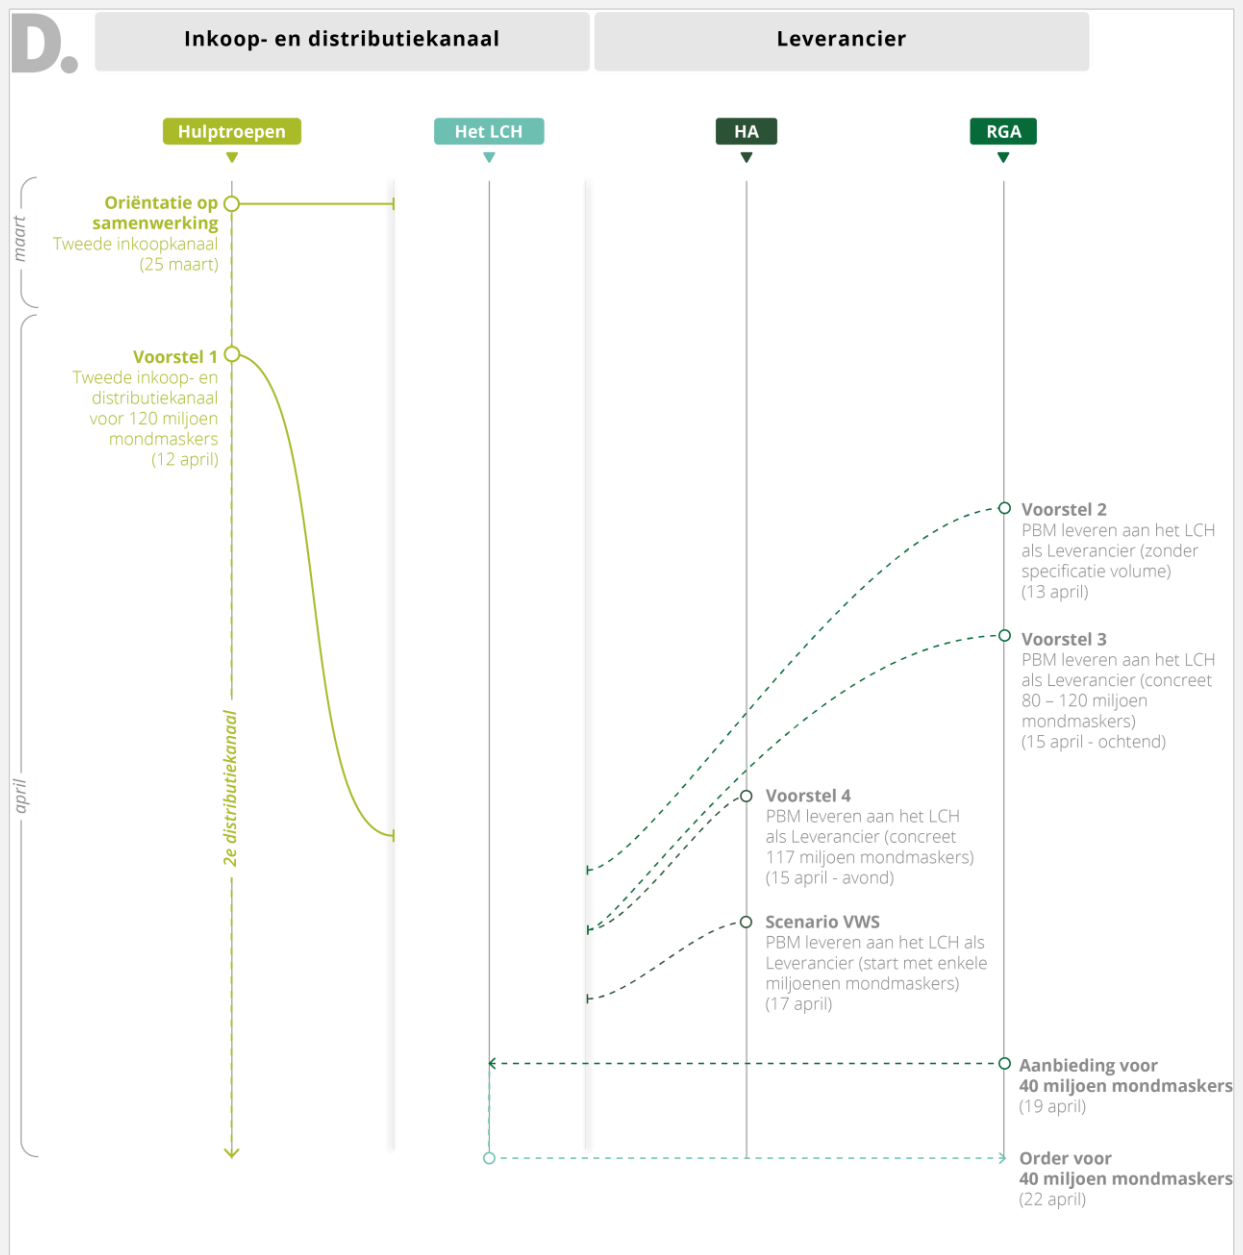 D.
Inkoop- en distributiekanaal
Leverancier
Hulptroepen
Het LCH
HA
RGA
maart
Oriëntatie op
samenwerking
Tweede inkoopkanaal
(25 maart)
april
Voorstel 1
Tweede inkoop- en
distributiekanaal
voor 120 miljoen
mondmaskers
(12 april)
2e distributiekanaal
Voorstel 2
PBM leveren aan het LCH
als Leverancier (zonder
specificatie volume)
(13 april)
Voorstel 3
PBM leveren aan het LCH
als Leverancier (concreet
80 – 120 miljoen
mondmaskers)
(15 april - ochtend)
Voorstel 4
PBM leveren aan het LCH
als Leverancier (concreet
117 miljoen mondmaskers)
(15 april - avond)
Scenario VWS
PBM leveren aan het LCH als
Leverancier (start met enkele
miljoenen mondmaskers)
(17 april)
Aanbieding voor
40 miljoen mondmaskers
(19 april)
Order voor
40 miljoen mondmaskers
(22 april)